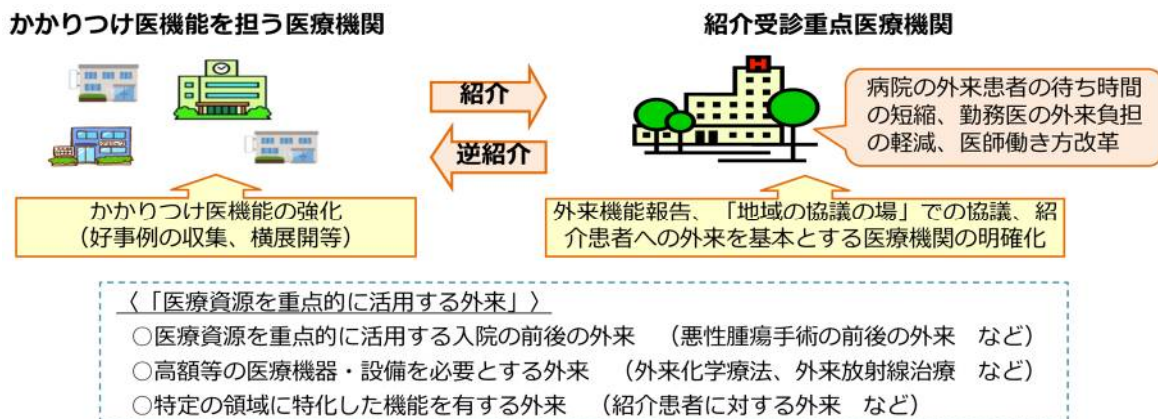 かかりつけ医機能を担う医療機関
紹介受診重点医療機関
H
病院の外来患者の待ち時間
の短縮、勤務医の外来負担
の軽減、医師働き方改革
紹介
逆紹介
かかりつけ医機能の強化
（好事例の収集、横展開等）
外来機能報告、「地域の協議の場」での協議、紹
介患者への外来を基本とする医療機関の明確化
〈「医療資源を重点的に活用する外来」〉
○医療資源を重点的に活用する入院の前後の外来　（悪性腫瘍手術の前後の外来　など）
○高額等の医療機器・設備を必要とする外来　（外来化学療法、外来放射線治療　など）
○特定の領域に特化した機能を有する外来　（紹介患者に対する外来　など）